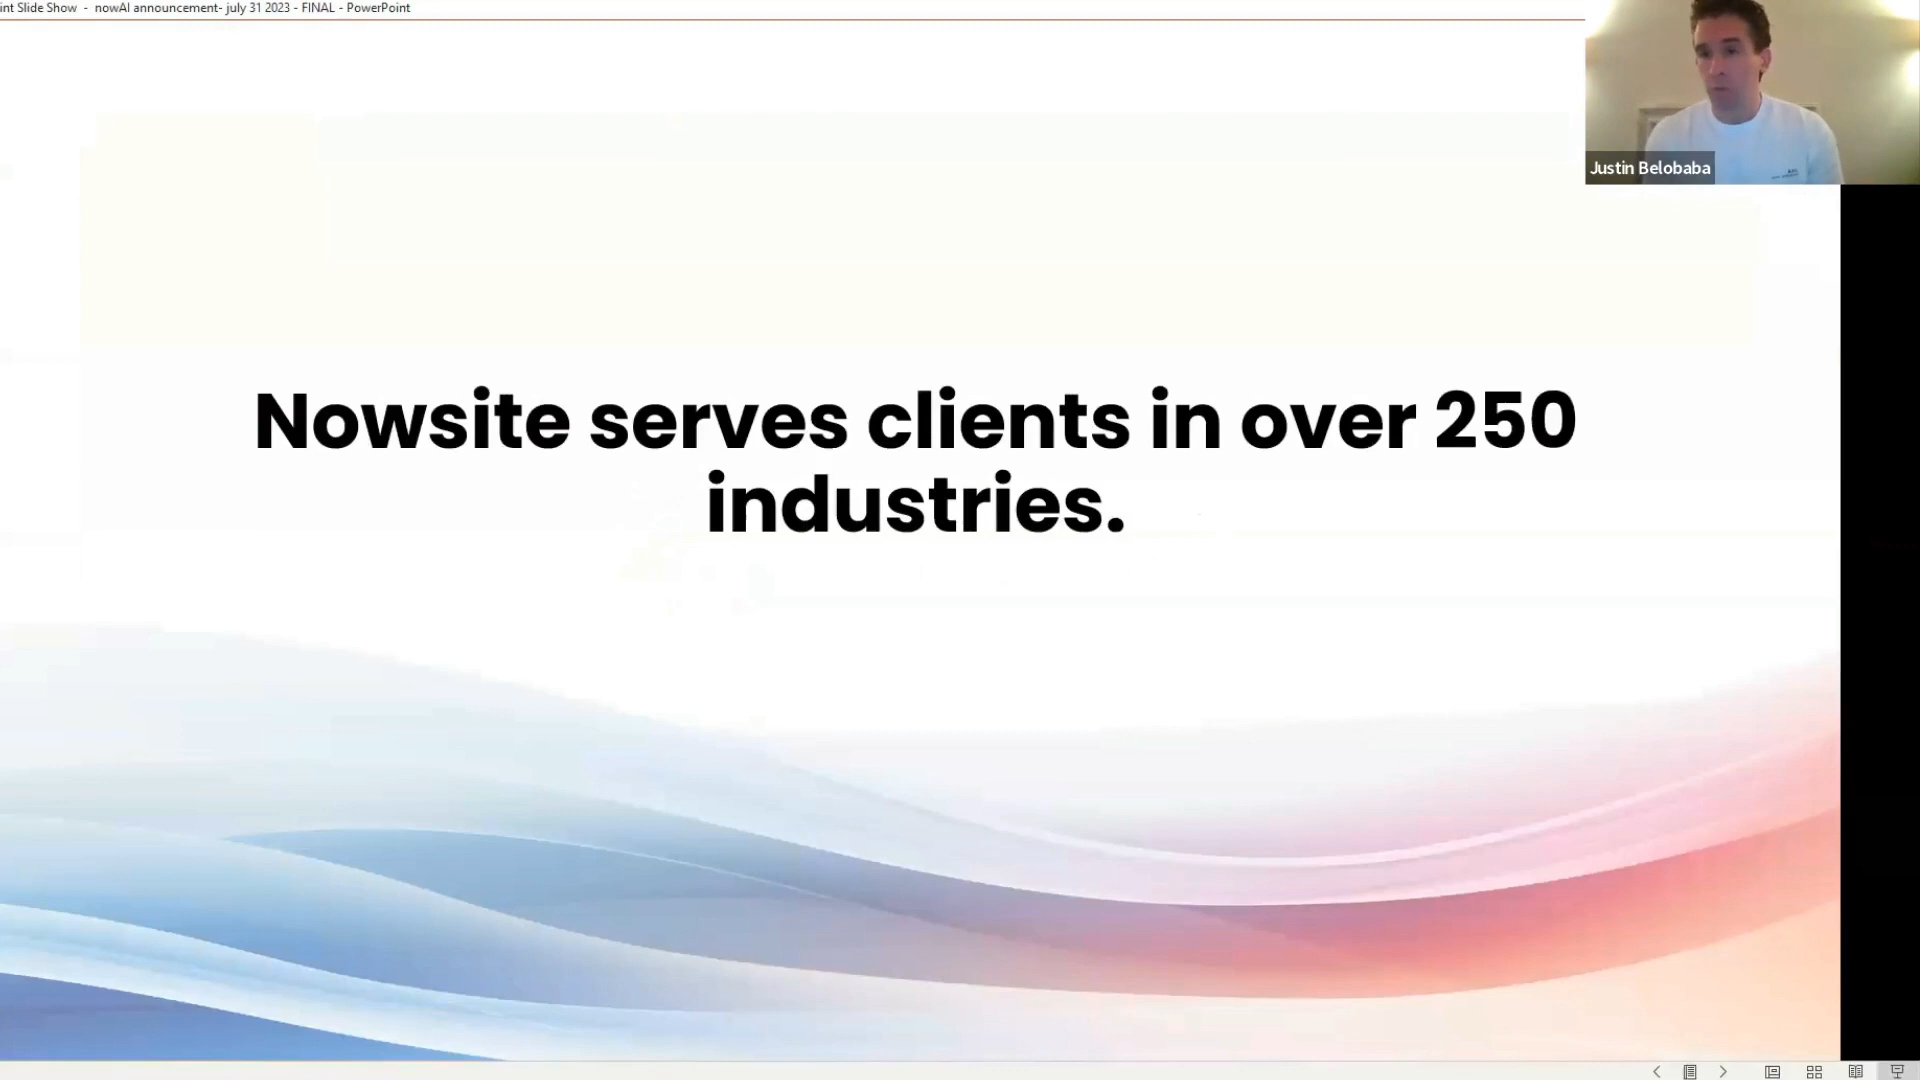 int Slide Show - nowAI announcement- july 31 2023 - FINAL - PowerPoint
Justin Belobaba
Nowsite serves clients in over 250
industries.